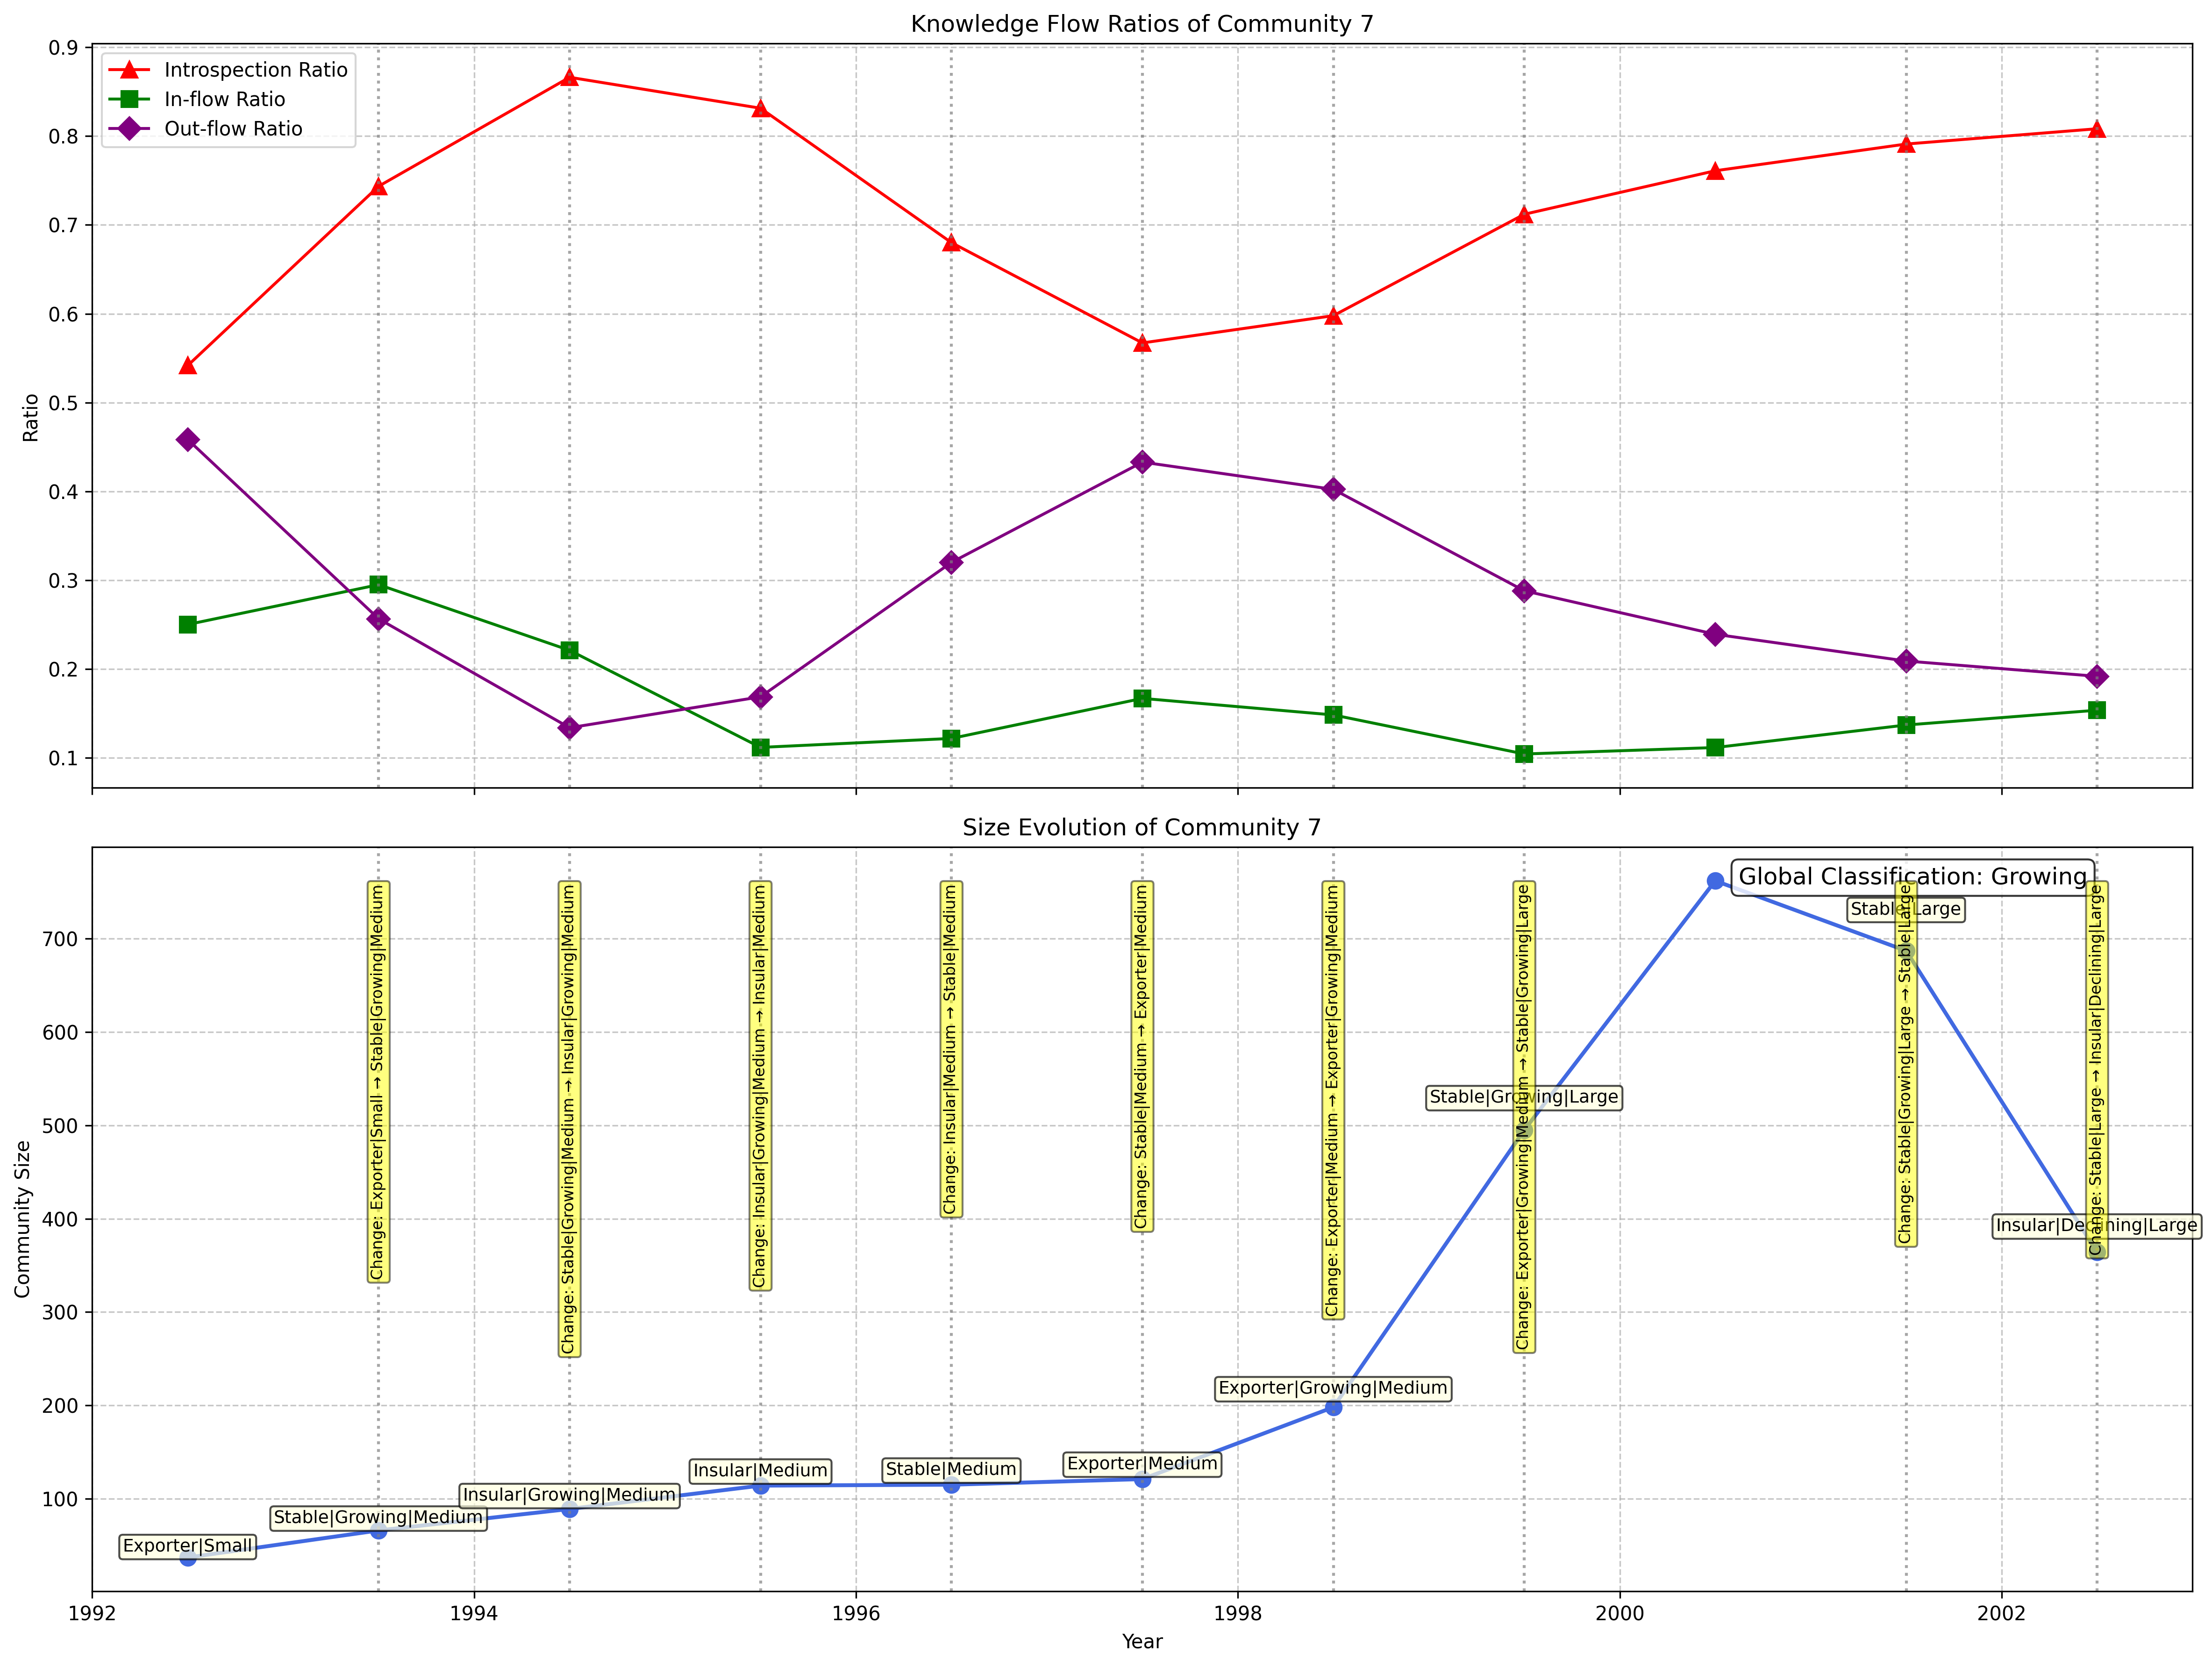 Knowledge Flow Ratios of Community 7
Introspection Ratio
In-flow Ratio
Out-flow Ratio
Ratio
0.9
0.8
0.7
0.6
0.5
0.4
0.3
0.2
0.1
Size Evolution of Community 7
Global Classification: Growing
Community Size
700
600
500
400
300
200
100
Change: Exporter|Small → Stable|Growing|Medium
Change: Stable|Growing|Medium → Insular|Growing|Medium
Change: Insular|Growing|Medium → Insular|Medium
Change: Insular|Medium → Stable|Medium
Change: Stable|Medium → Exporter|Medium
Change: Exporter|Medium → Exporter|Growing|Medium
Change: Exporter|Growing|Medium → Stable|Growing|Large
Change: Stable|Growing|Large → Stable|Large
Change: Stable|Large → Insular|Declining|Large
Exporter|Small
Stable|Growing|Medium
Insular|Growing|Medium
Insular|Medium
Stable|Medium
Exporter|Medium
Exporter|Growing|Medium
Stable|Growing|Large
Stable|Large
Insular|Declining|Large
1992
1994
1996
1998
2000
2002
Year